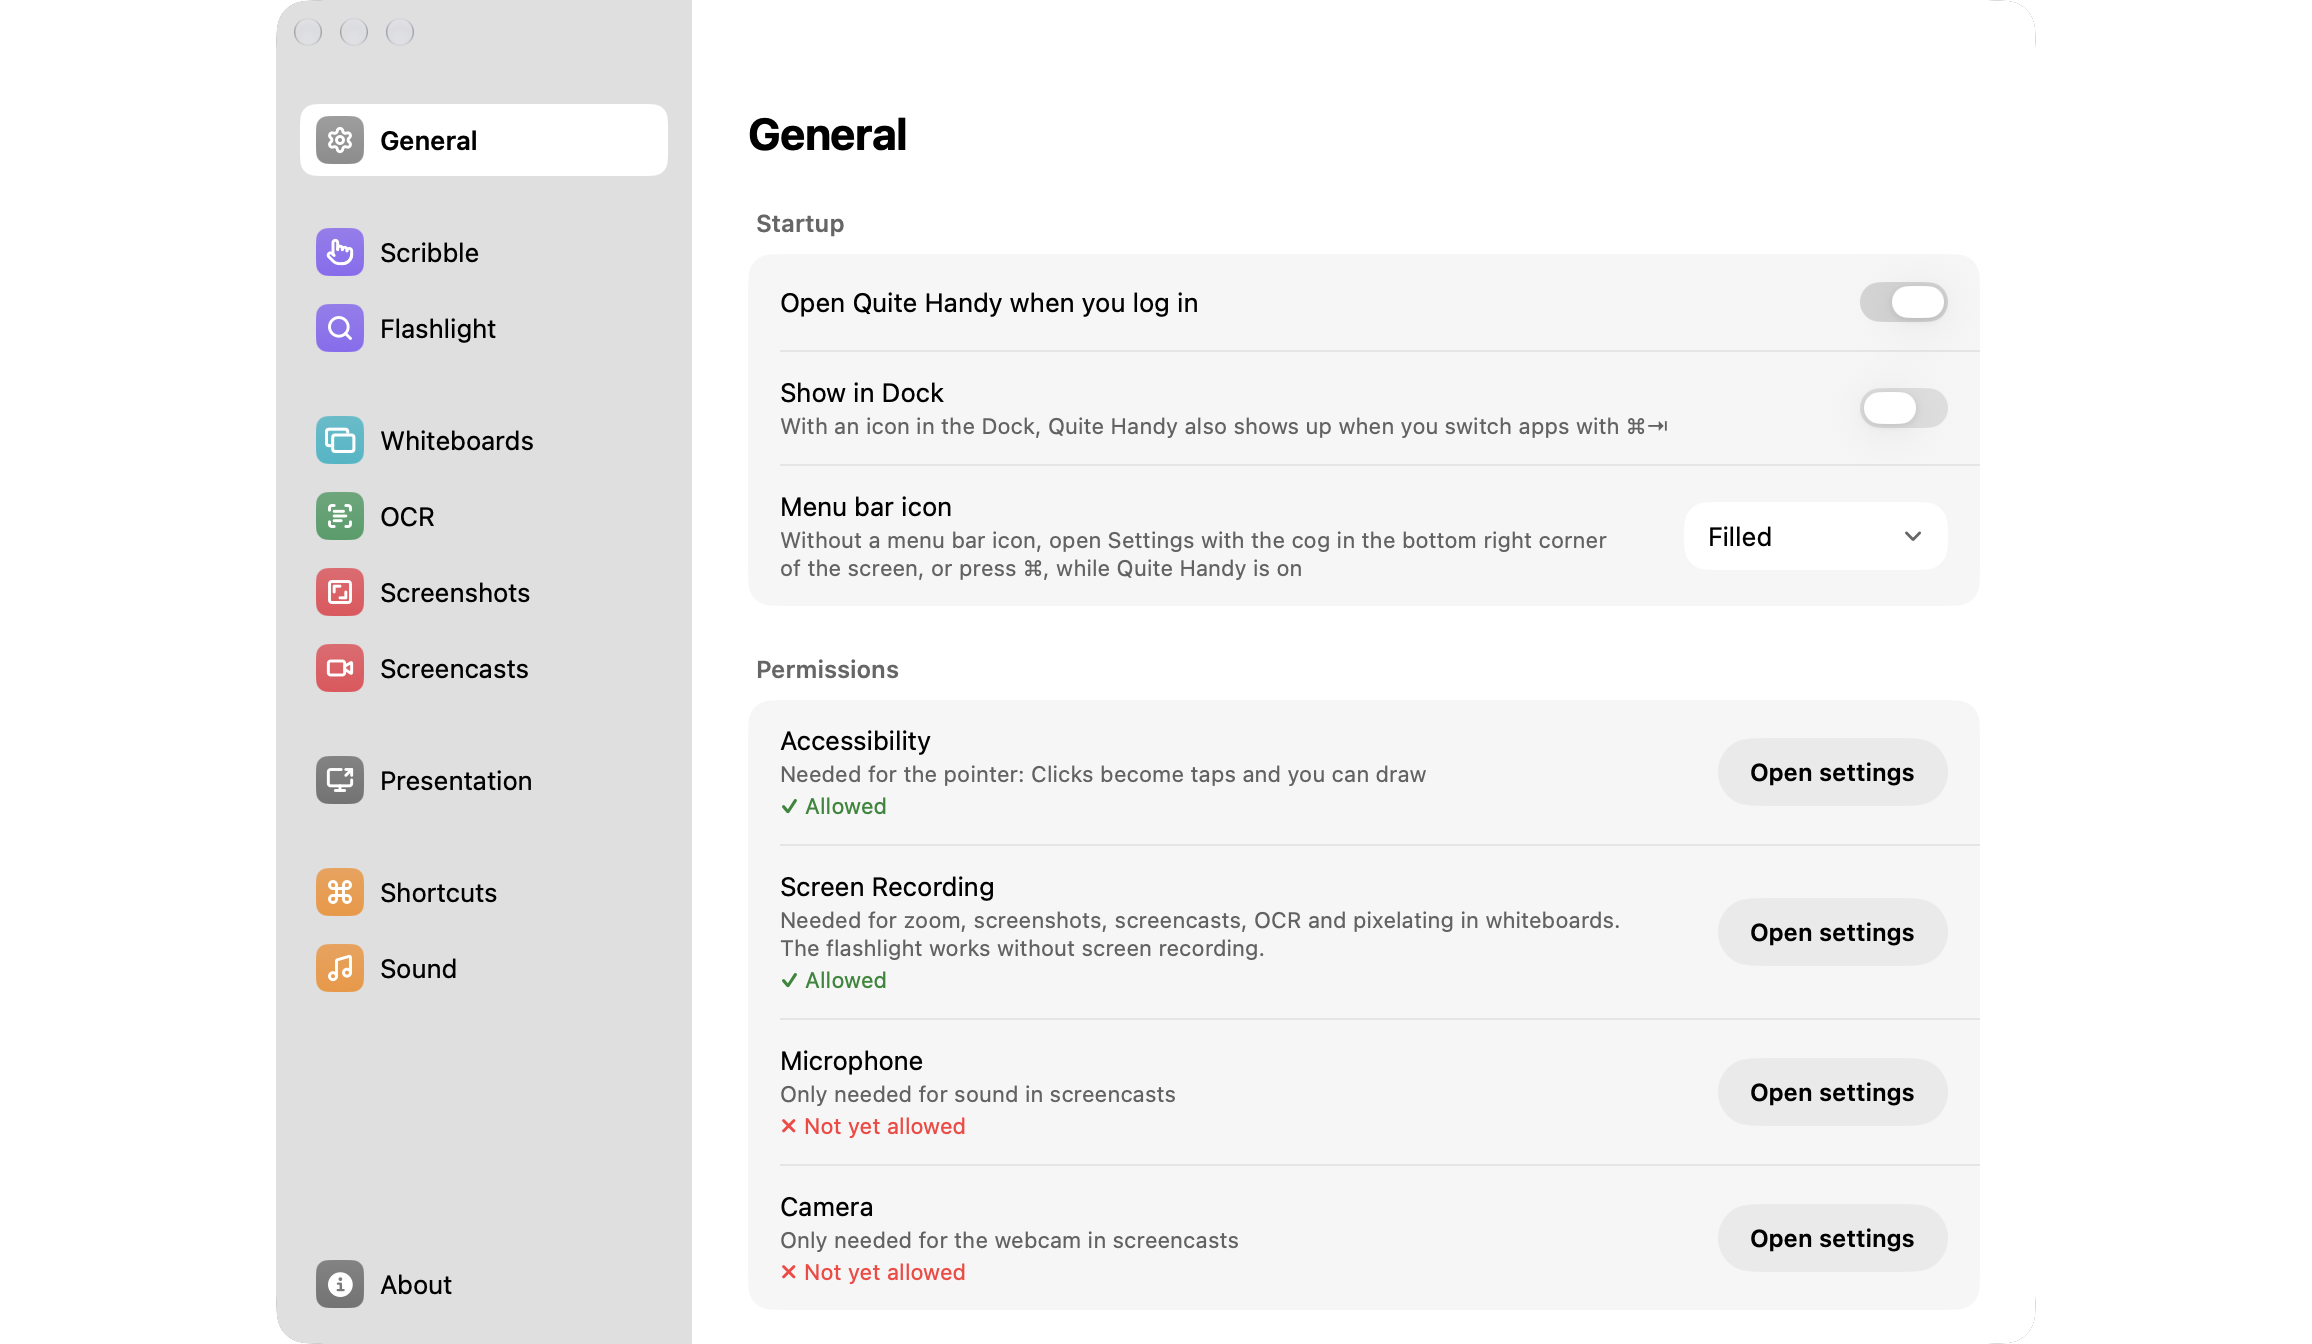 General
Scribble
Flashlight
Whiteboards
OCR
Screenshots
Screencasts
Presentation
Shortcuts
Sound
About
General
Startup
Open Quite Handy when you log in
Show in Dock
With an icon in the Dock, Quite Handy also shows up when you switch apps with ⌘⇥
Menu bar icon
Without a menu bar icon, open Settings with the cog in the bottom right corner
of the screen, or press ⌘, while Quite Handy is on
Filled
Permissions
Accessibility
Needed for the pointer: Clicks become taps and you can draw
✓ Allowed
Open settings
Screen Recording
Needed for zoom, screenshots, screencasts, OCR and pixelating in whiteboards.
The flashlight works without screen recording.
✓ Allowed
Open settings
Microphone
Only needed for sound in screencasts
✕ Not yet allowed
Open settings
Camera
Only needed for the webcam in screencasts
✕ Not yet allowed
Open settings